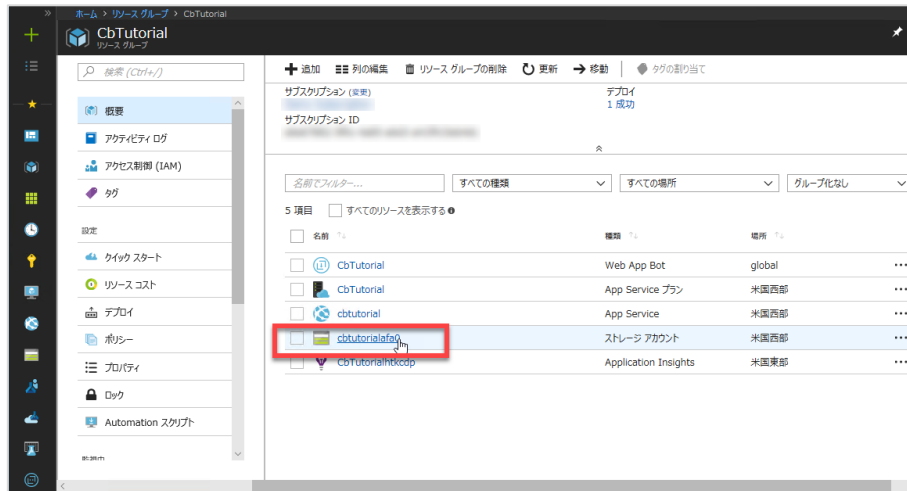 ホーム > リソース グループ > CbTutorial
CbTutorial
リソース グループ
検索 (Ctrl+/)
概要
アクティビティ ログ
アクセス制御 (IAM)
タグ
設定
クイック スタート
リソース コスト
デプロイ
ポリシー
プロパティ
ロック
Automation スクリプト
監視中
追加 列の編集 リソース グループの削除 更新 移動 タグの割り当て
サブスクリプション (変更) デプロイ
1 成功
サブスクリプション ID
名前でフィルター... すべての種類 すべての場所 グループ化なし
5 項目 すべてのリソースを表示する
名前 種類 場所
CbTutorial Web App Bot global
CbTutorial App Service プラン 米国西部
cbtutorial App Service 米国西部
cbtutorialafa0 ストレージ アカウント 米国西部
CbTutorialhtkcdp Application Insights 米国東部